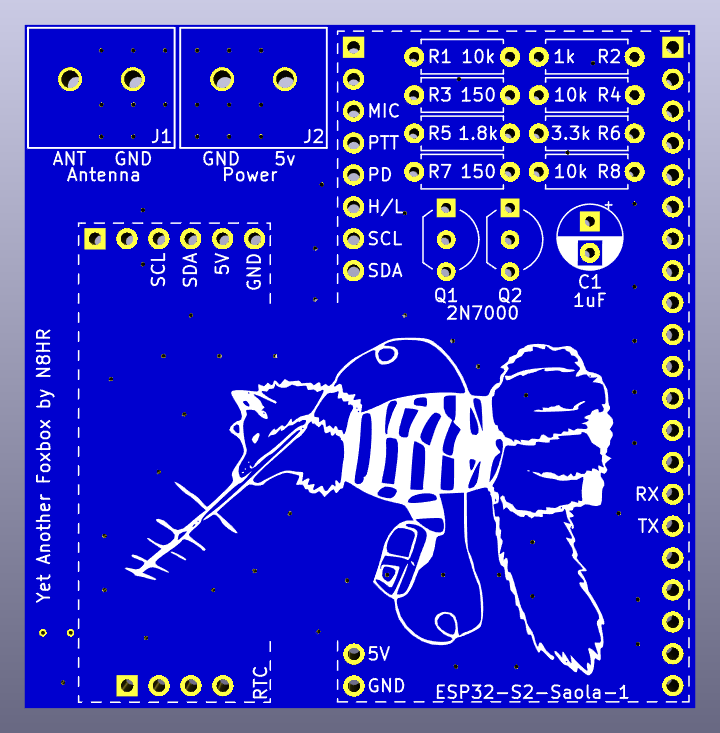 R1 10k
1k R2
MIC
R3 150
10k R4
PTT
R5 1.8k
3.3k R6
J1
J2
ANT GND
Antenna
GND 5v
Power
PD
R7 150
10k R8
H/L
+
SCL
SDA
SCL
SDA
5V
GND
Q1 Q2
2N7000
C1
1uF
Yet Another Foxbox by N8HR
RX
TX
5V
GND
RTC
ESP32-S2-Saola-1